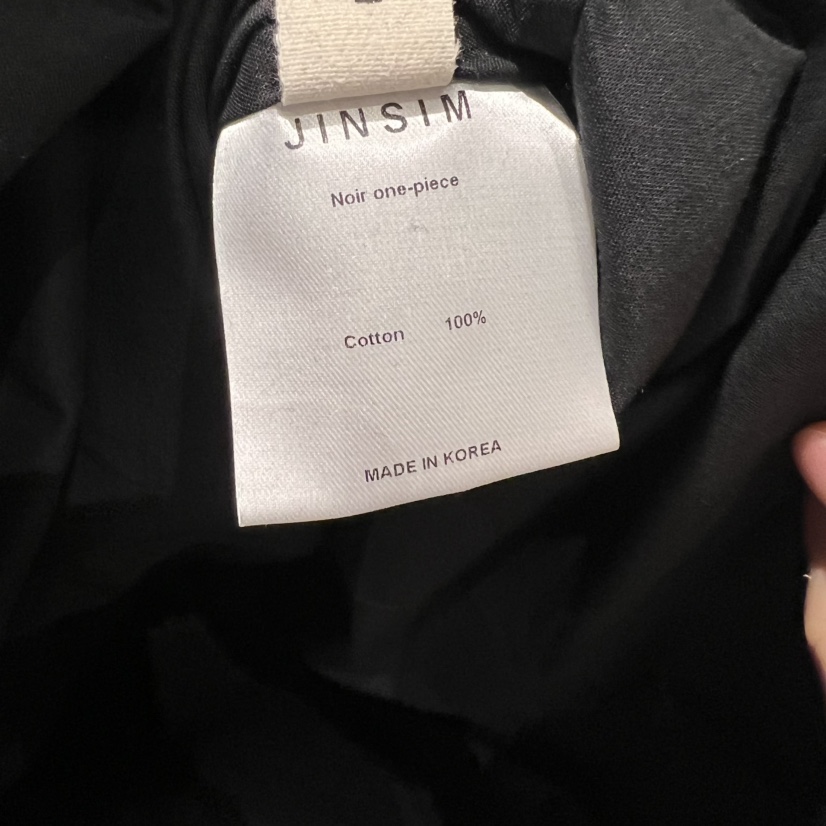 JINSIM
Noir one-piece
Cotton 100%
MADE IN KOREA